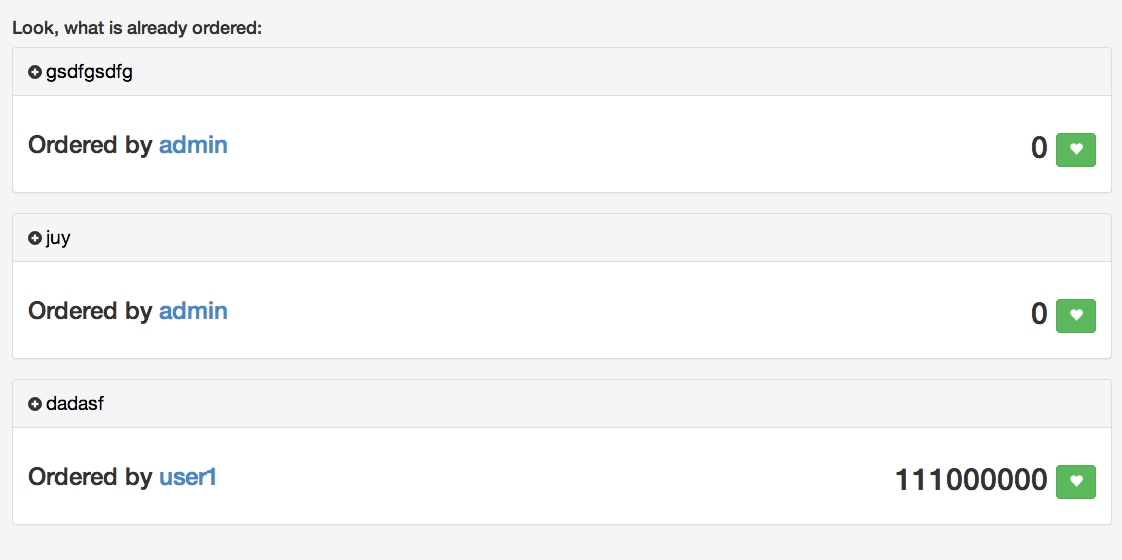 Look, what is already ordered:
gsdfgsdfg
Ordered by admin 0
juy
Ordered by admin 0
dadasf
Ordered by user1 111000000